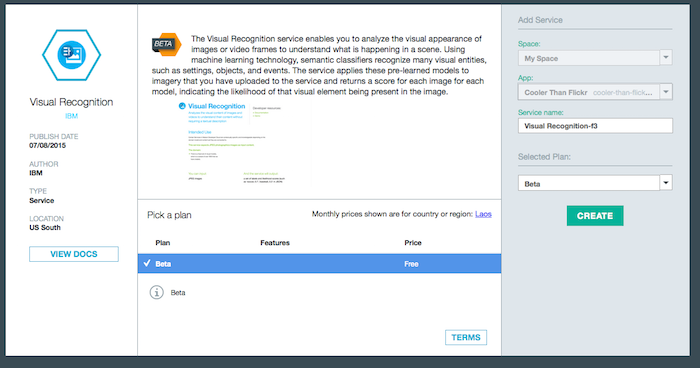 Visual Recognition
IBM
PUBLISH DATE
07/08/2015
AUTHOR
IBM
TYPE
Service
LOCATION
US South
VIEW DOCS
BETA
The Visual Recognition service enables you to analyze the visual appearance of
images or video frames to understand what is happening in a scene. Using
machine learning technology, semantic classifiers recognize many visual entities,
such as settings, objects, and events. The service applies these pre-learned models to
imagery that you have uploaded to the service and returns a score for each image for each
model, indicating the likelihood of that visual element being present in the image.
Visual Recognition
Developer resources
Pick a plan
Monthly prices shown are for country or region: Laos
Plan Features Price
Beta Free
Beta
TERMS
Add Service
Space:
My Space
App:
Cooler Than Flickr cooler-than-flick...
Service name:
Visual Recognition-f3
Selected Plan:
Beta
CREATE